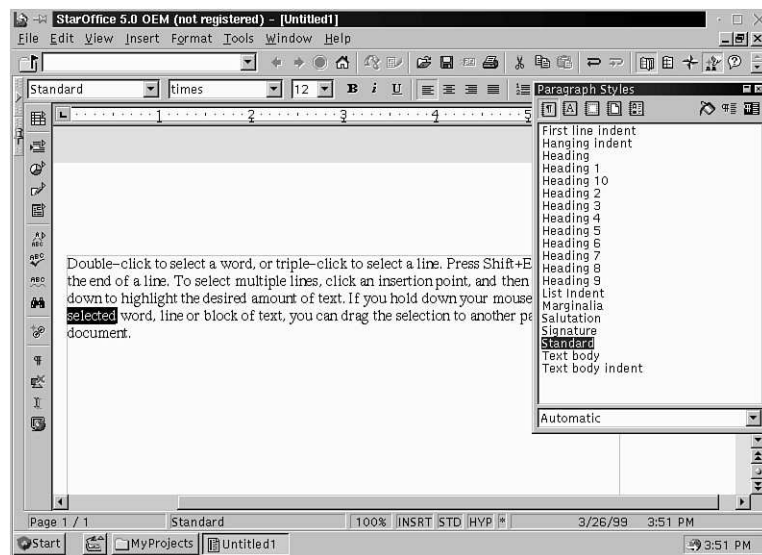 StarOffice 5.0 OEM (not registered) - [Untitled1]
File Edit View Insert Format Tools Window Help
Standard times 12 B i U
Paragraph Styles
1 2 3 4 5
First line indent
Hanging indent
Heading
Heading 1
Heading 10
Heading 2
Heading 3
Heading 4
Heading 5
Heading 6
Heading 7
Heading 8
Heading 9
List Indent
Marginalia
Salutation
Signature
Standard
Text body
Text body indent
Automatic
Double-click to select a word, or triple-click to select a line. Press Shift+E
the end of a line. To select multiple lines, click an insertion point, and then
down to highlight the desired amount of text. If you hold down your mouse
selected word, line or block of text, you can drag the selection to another pa
document.
Page 1 / 1 Standard 100% INSRT STD HYP * 3/26/99 3:51 PM
Start MyProjects Untitled1 3:51 PM